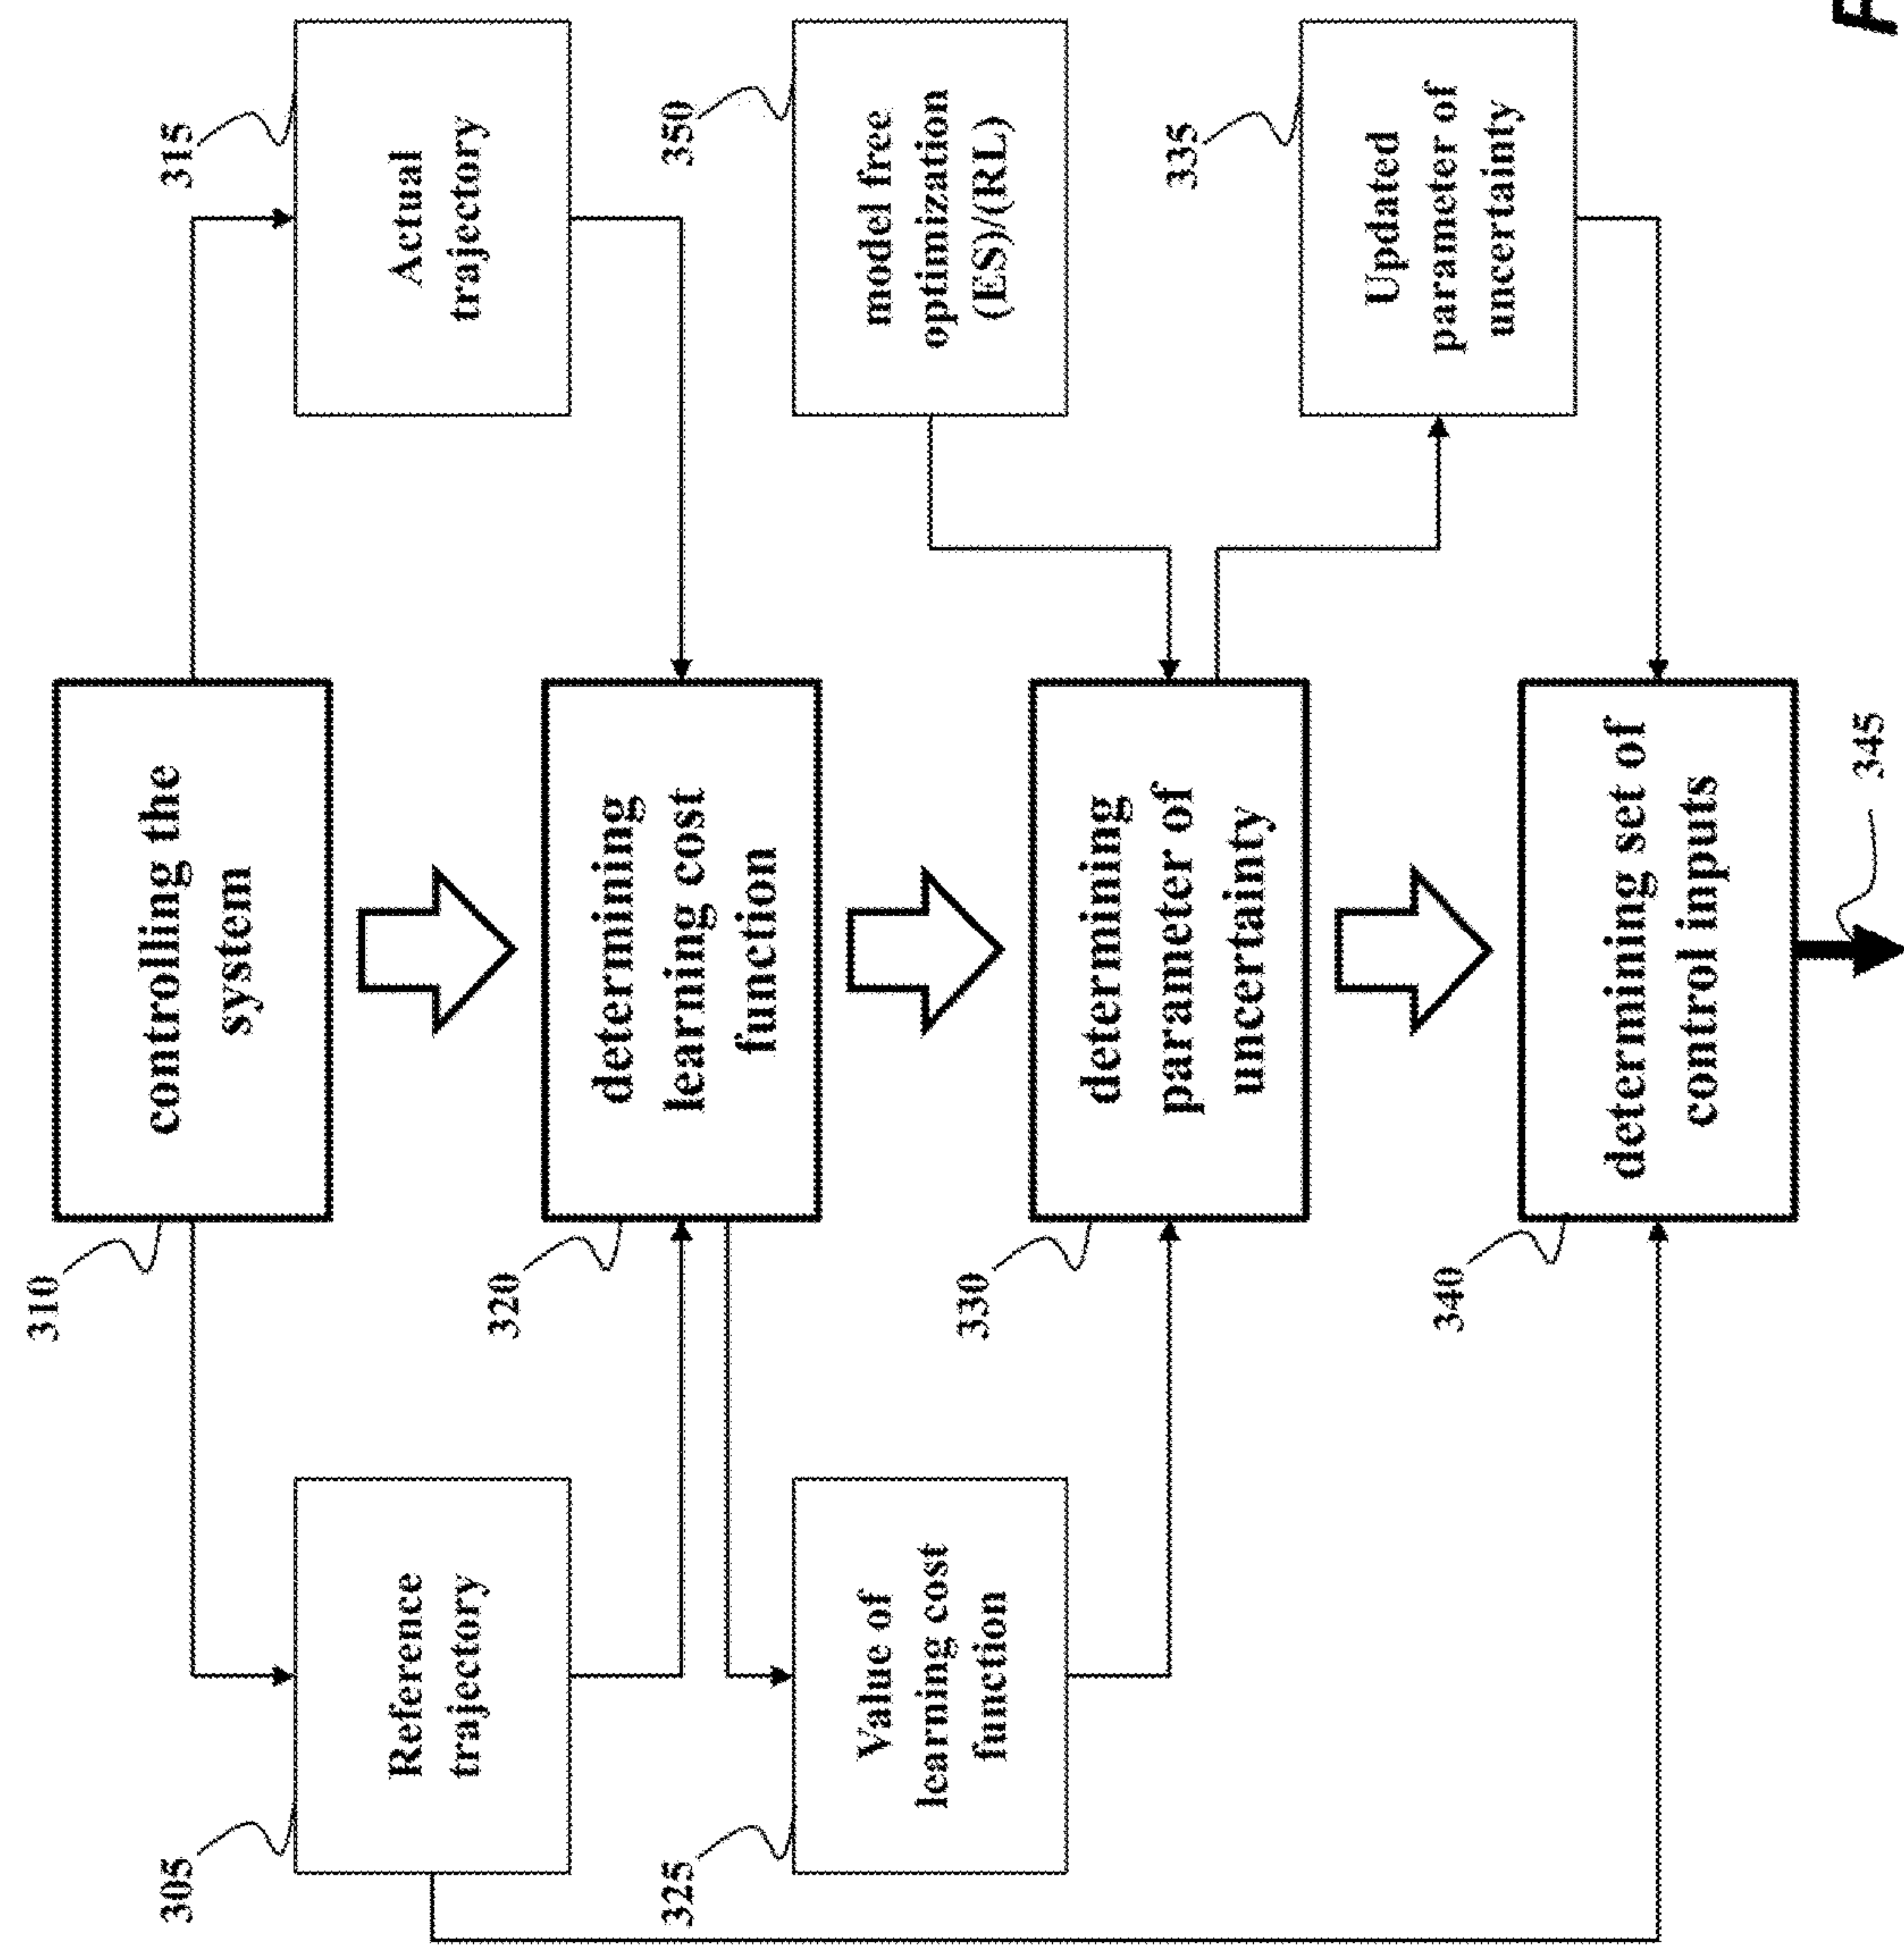 310
controlling the
system
305
Reference
trajectory
315
Actual
trajectory
320
determining
learning cost
function
325
Value of
learning cost
function
350
model free
optimization
(ES)/(RL)
330
determining
parameter of
uncertainty
335
Updated
parameter of
uncertainty
340
determining set of
control inputs
345